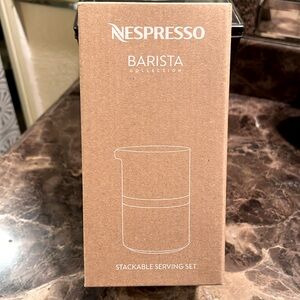 NESPRESSO
BARISTA
COLLECTION
STACKABLE SERVING SET